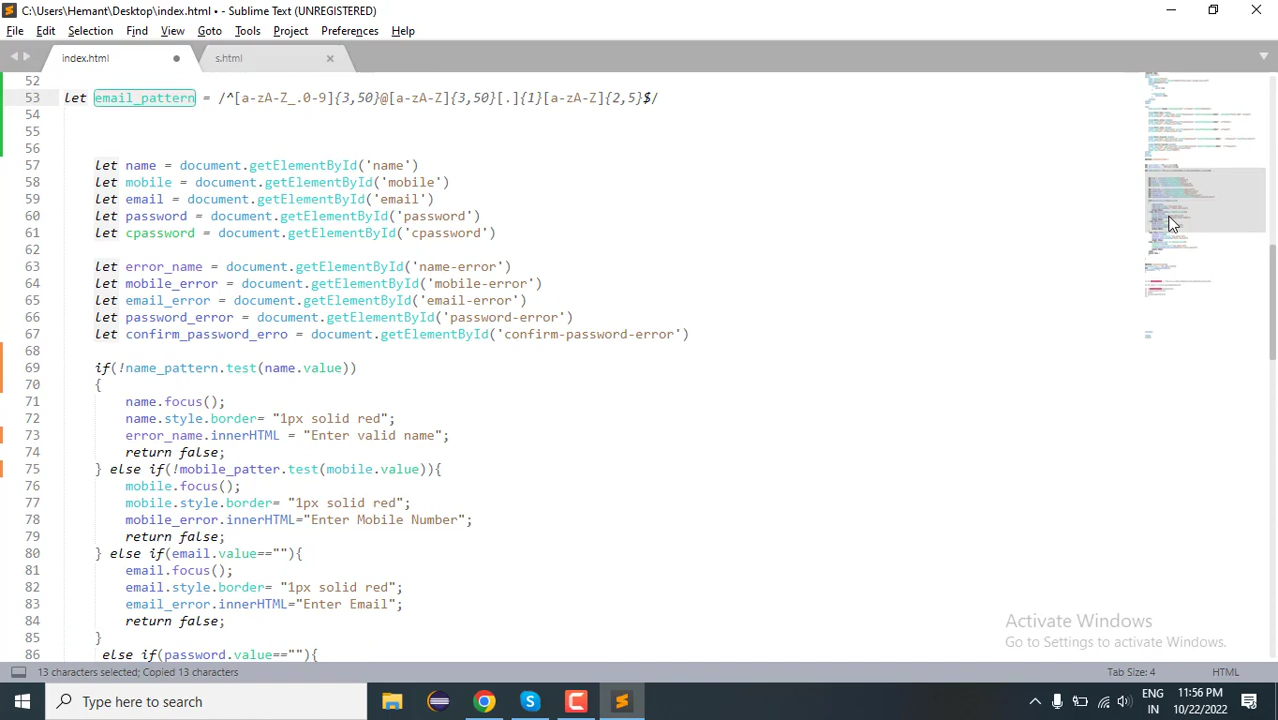 C:\Users\Hemant\Desktop\index.html • - Sublime Text (UNREGISTERED)
File Edit Selection Find View Goto Tools Project Preferences Help
index.html
s.html
52
53 let email_pattern = /^[a-zA-Z_.0-9]{3,50}@[a-zA-Z]{3,50}[.]{1}[a-zA-Z]{2,5}$/
54
55
56
57 let name = document.getElementById('name')
58 let mobile = document.getElementById('mobile')
59 let email = document.getElementById('email')
60 let password = document.getElementById('password')
61 let cpassword = document.getElementById('cpassword')
62
63 let error_name = document.getElementById('name-error')
64 let mobile_error = document.getElementById('mobile-error')
65 let email_error = document.getElementById('email-error')
66 let password_error = document.getElementById('password-error')
67 let confirm_password_erro = document.getElementById('confirm-password-error')
68
69 if(!name_pattern.test(name.value))
70 {
71 name.focus();
72 name.style.border= "1px solid red";
73 error_name.innerHTML = "Enter valid name";
74 return false;
75 } else if(!mobile_patter.test(mobile.value)){
76 mobile.focus();
77 mobile.style.border= "1px solid red";
78 mobile_error.innerHTML="Enter Mobile Number";
79 return false;
80 } else if(email.value==""){
81 email.focus();
82 email.style.border= "1px solid red";
83 email_error.innerHTML="Enter Email";
84 return false;
85 }
86 else if(password.value==""){
Activate Windows
Go to Settings to activate Windows.
13 characters selected; Copied 13 characters
Tab Size: 4
HTML
Type here to search
ENG
IN
11:56 PM
10/22/2022